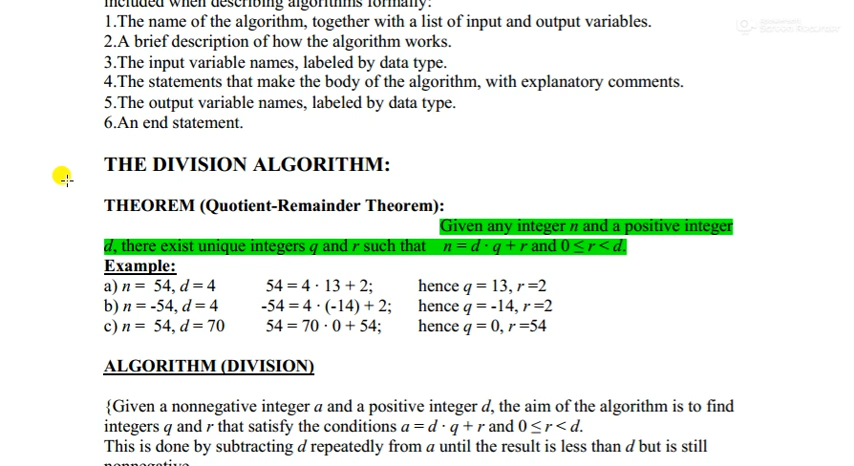 included when describing algorithms formally:
1.The name of the algorithm, together with a list of input and output variables.
2.A brief description of how the algorithm works.
3.The input variable names, labeled by data type.
4.The statements that make the body of the algorithm, with explanatory comments.
5.The output variable names, labeled by data type.
6.An end statement.
THE DIVISION ALGORITHM:
THEOREM (Quotient-Remainder Theorem):
Given any integer n and a positive integer
d, there exist unique integers q and r such that n = d · q + r and 0 ≤ r < d.
Example:
a) n = 54, d = 4 54 = 4 · 13 + 2; hence q = 13, r =2
b) n = -54, d = 4 -54 = 4 · (-14) + 2; hence q = -14, r =2
c) n = 54, d = 70 54 = 70 · 0 + 54; hence q = 0, r =54
ALGORITHM (DIVISION)
{Given a nonnegative integer a and a positive integer d, the aim of the algorithm is to find
integers q and r that satisfy the conditions a = d · q + r and 0 ≤ r < d.
This is done by subtracting d repeatedly from a until the result is less than d but is still
nonnegative.